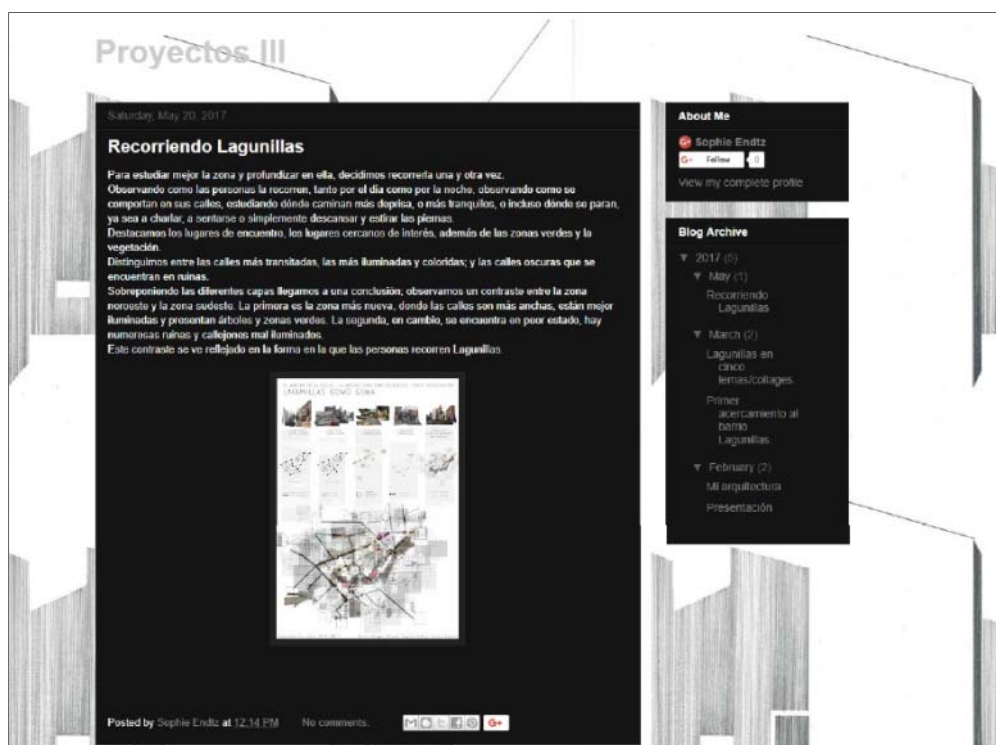 Proyectos III
Saturday, May 20, 2017
Recorriendo Lagunillas
Para estudiar mejor la zona y profundizar en ella, decidimos recorrerla una y otra vez.
Observando como las personas la recorren, tanto por el día como por la noche, observando como se
comportan en sus calles, estudiando dónde caminan más deprisa, o más tranquilos, o incluso dónde se paran,
ya sea a charlar, a sentarse o simplemente descansar y estirar las piernas.
Destacamos los lugares de encuentro, los lugares cercanos de interés, además de las zonas verdes y la
vegetación.
Distinguimos entre las calles más transitadas, las más iluminadas y coloridas; y las calles oscuras que se
encuentran en ruinas.
Sobreponiendo las diferentes capas llegamos a una conclusión; observamos un contraste entre la zona
noroeste y la zona sudeste. La primera es la zona más nueva, donde las calles son más anchas, están mejor
iluminadas y presentan árboles y zonas verdes. La segunda, en cambio, se encuentra en peor estado, hay
numerosas ruinas y callejones mal iluminados.
Este contraste se ve reflejado en la forma en la que las personas recorren Lagunillas.
LAGUNILLAS COMO SUMA
Posted by Sophie Endtz at 12:14 PM No comments:
About Me
Sophie Endtz
G+ Follow 0
View my complete profile
Blog Archive
▼ 2017 (5)
▼ May (1)
Recorriendo
Lagunillas
▼ March (2)
Lagunillas en
cinco
lemas/collages.
Primer
acercamiento al
barrio
Lagunillas.
▼ February (2)
Mi arquitectura
Presentación